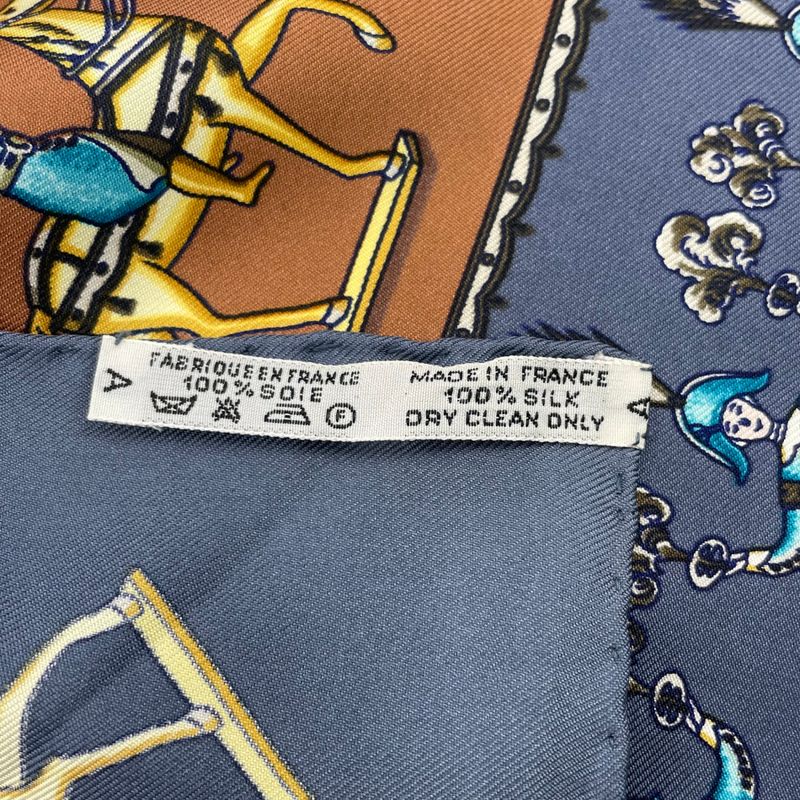 A
FABRIQUE EN FRANCE
100% SOIE
F
MADE IN FRANCE
100% SILK
DRY CLEAN ONLY
A